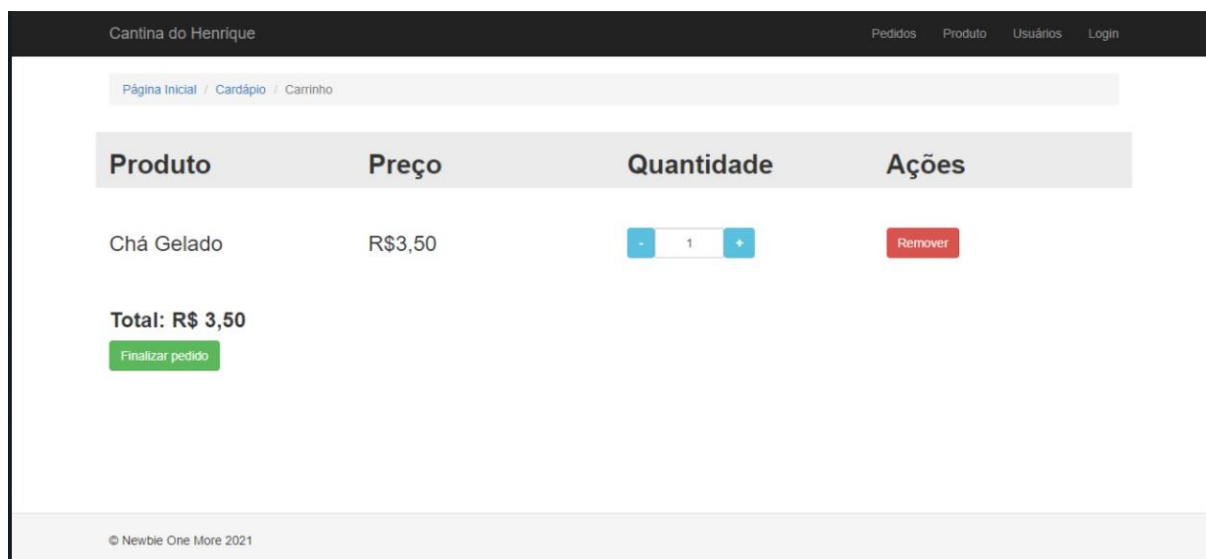 Cantina do Henrique Pedidos Produto Usuários Login
Página Inicial / Cardápio / Carrinho
Produto Preço Quantidade Ações
Chá Gelado R$3,50 - 1 + Remover
Total: R$ 3,50
Finalizar pedido
© Newbie One More 2021